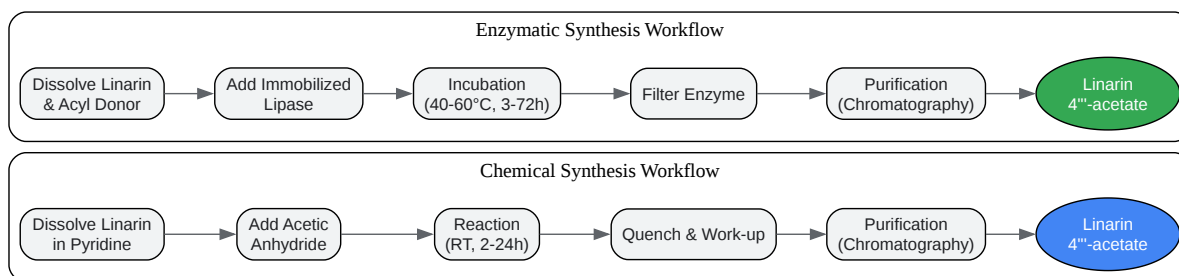 Enzymatic Synthesis Workflow
Dissolve Linarin
& Acyl Donor
Add Immobilized
Lipase
Incubation
(40-60°C, 3-72h)
Filter Enzyme
Purification
(Chromatography)
Linarin
4'''-acetate
Chemical Synthesis Workflow
Dissolve Linarin
in Pyridine
Add Acetic
Anhydride
Reaction
(RT, 2-24h)
Quench & Work-up
Purification
(Chromatography)
Linarin
4'''-acetate